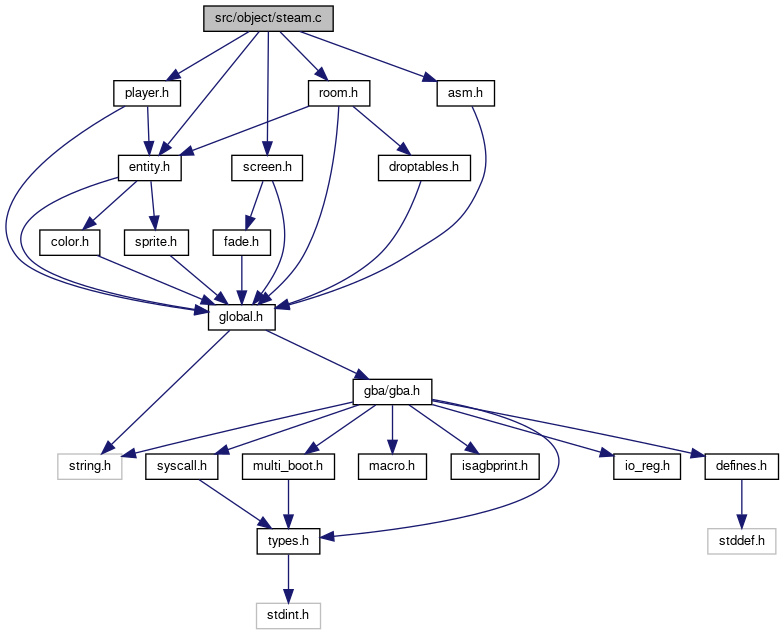 src/object/steam.c
player.h
room.h
asm.h
entity.h
screen.h
droptables.h
color.h
sprite.h
fade.h
global.h
gba/gba.h
string.h
syscall.h
multi_boot.h
macro.h
isagbprint.h
io_reg.h
defines.h
types.h
stddef.h
stdint.h